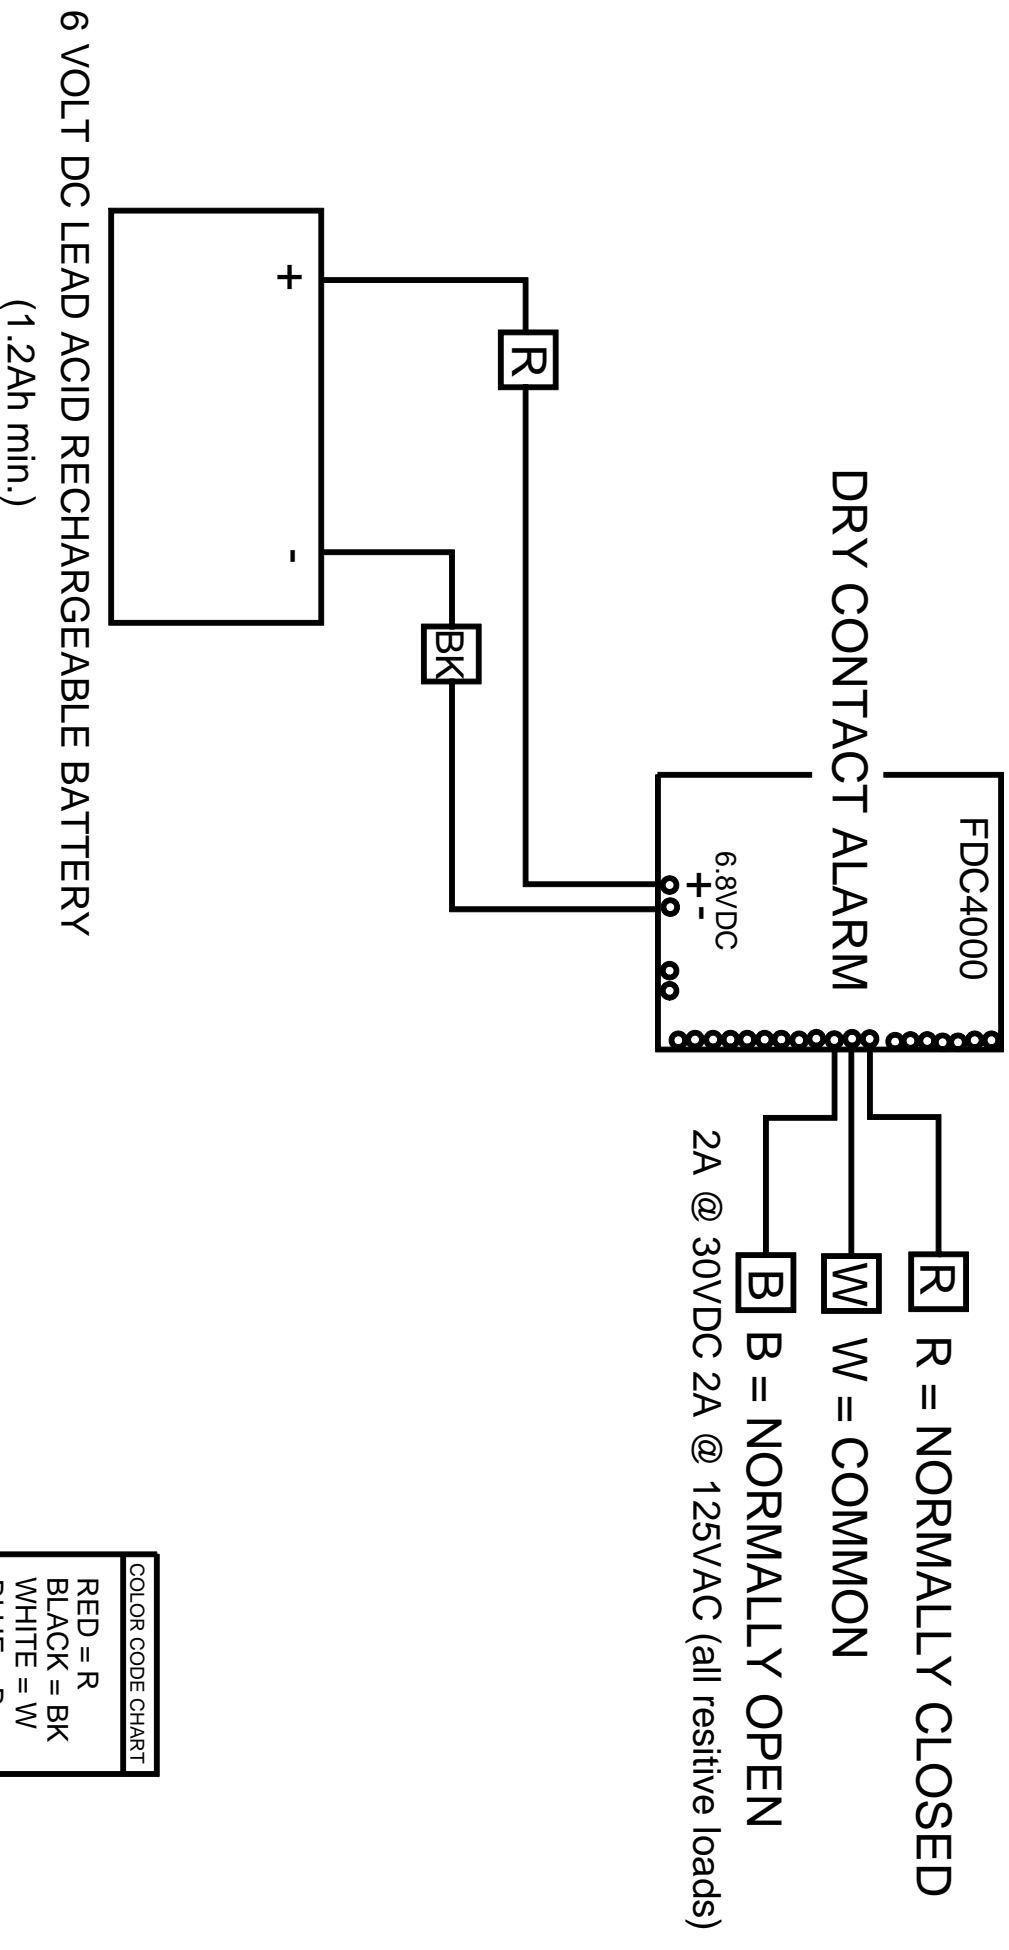 DRY CONTACT ALARM
FDC4000
6.8VDC
+ -
R
R = NORMALLY CLOSED
W
W = COMMON
B
B = NORMALLY OPEN
2A @ 30VDC 2A @ 125VAC (all resitive loads)
R
BK
+
-
6 VOLT DC LEAD ACID RECHARGEABLE BATTERY
(1.2Ah min.)
COLOR CODE CHART
RED = R
BLACK = BK
WHITE = W